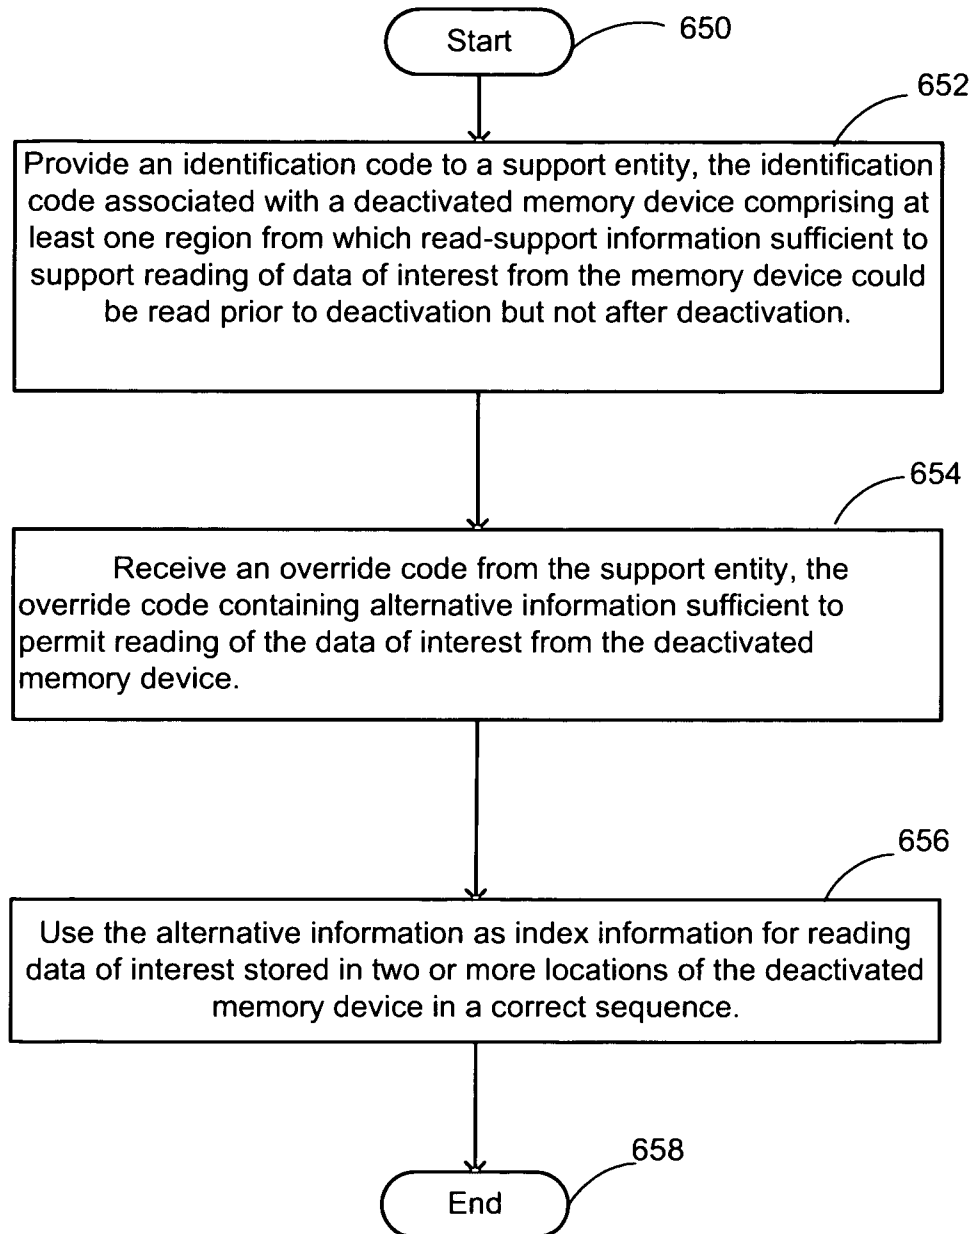 Start
650
652
Provide an identification code to a support entity, the identification
code associated with a deactivated memory device comprising at
least one region from which read-support information sufficient to
support reading of data of interest from the memory device could
be read prior to deactivation but not after deactivation.
654
Receive an override code from the support entity, the
override code containing alternative information sufficient to
permit reading of the data of interest from the deactivated
memory device.
656
Use the alternative information as index information for reading
data of interest stored in two or more locations of the deactivated
memory device in a correct sequence.
658
End